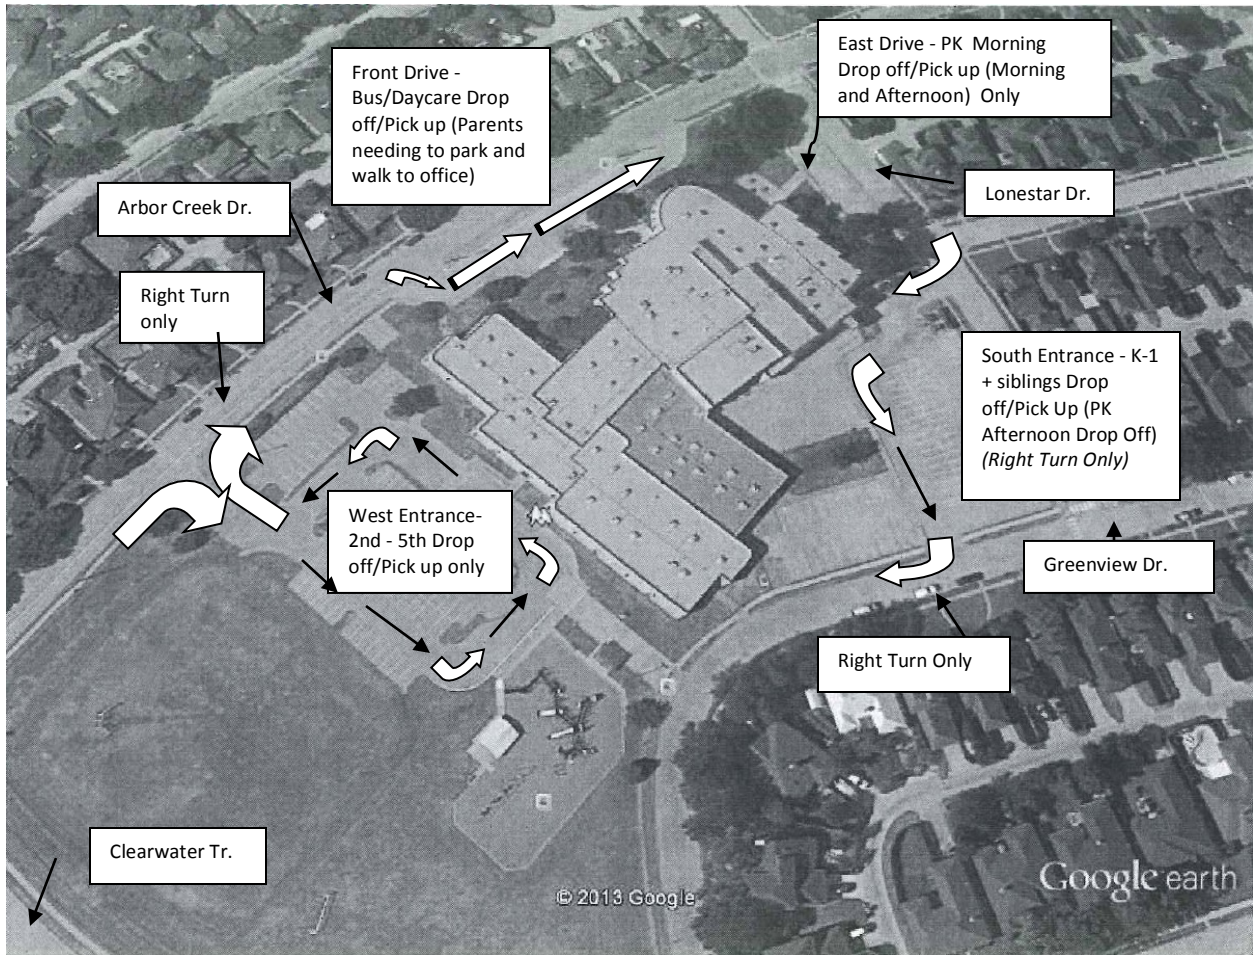 East Drive - PK Morning
Drop off/Pick up (Morning
and Afternoon) Only
Front Drive -
Bus/Daycare Drop
off/Pick up (Parents
needing to park and
walk to office)
Lonestar Dr.
Arbor Creek Dr.
Right Turn
only
South Entrance - K-1
+ siblings Drop
off/Pick Up (PK
Afternoon Drop Off)
(Right Turn Only)
West Entrance-
2nd - 5th Drop
off/Pick up only
Greenview Dr.
Right Turn Only
Clearwater Tr.
Google earth
© 2013 Google